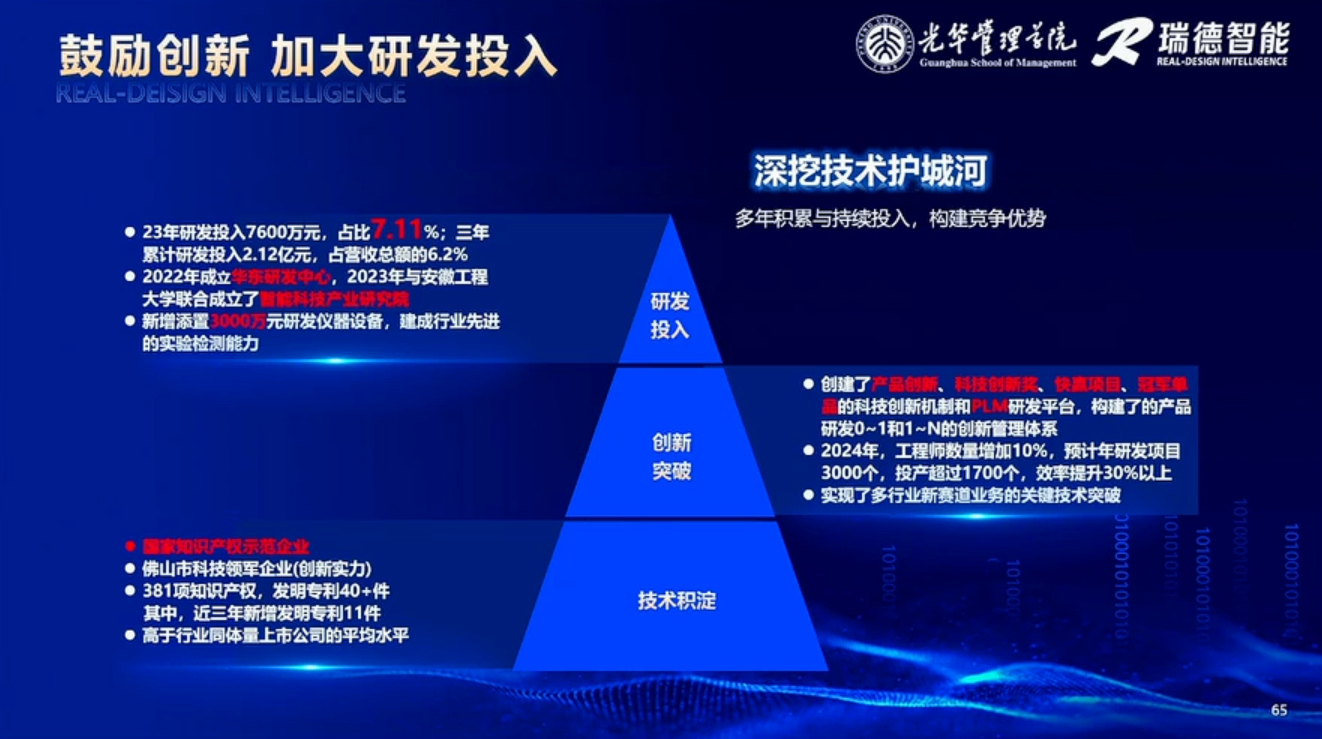 鼓励创新 加大研发投入
REAL-DEISIGN INTELLIGENCE
光华管理学院
Guanghua School of Management
瑞德智能
REAL-DESIGN INTELLIGENCE
深挖技术护城河
多年积累与持续投入，构建竞争优势
● 23年研发投入7600万元，占比7.11%；三年
累计研发投入2.12亿元，占营收总额的6.2%
● 2022年成立华东研发中心，2023年与安徽工程
大学联合成立了智能科技产业研究院
● 新增添置3000万元研发仪器设备，建成行业先进
的实验检测能力
研发
投入
● 创建了产品创新、科技创新奖、快赢项目、冠军单
品的科技创新机制和PLM研发平台，构建了的产品
研发0~1和1~N的创新管理体系
● 2024年，工程师数量增加10%，预计年研发项目
3000个，投产超过1700个，效率提升30%以上
● 实现了多行业新赛道业务的关键技术突破
创新
突破
● 国家知识产权示范企业
● 佛山市科技领军企业(创新实力)
● 381项知识产权，发明专利40+件
其中，近三年新增发明专利11件
● 高于行业同体量上市公司的平均水平
技术积淀
65